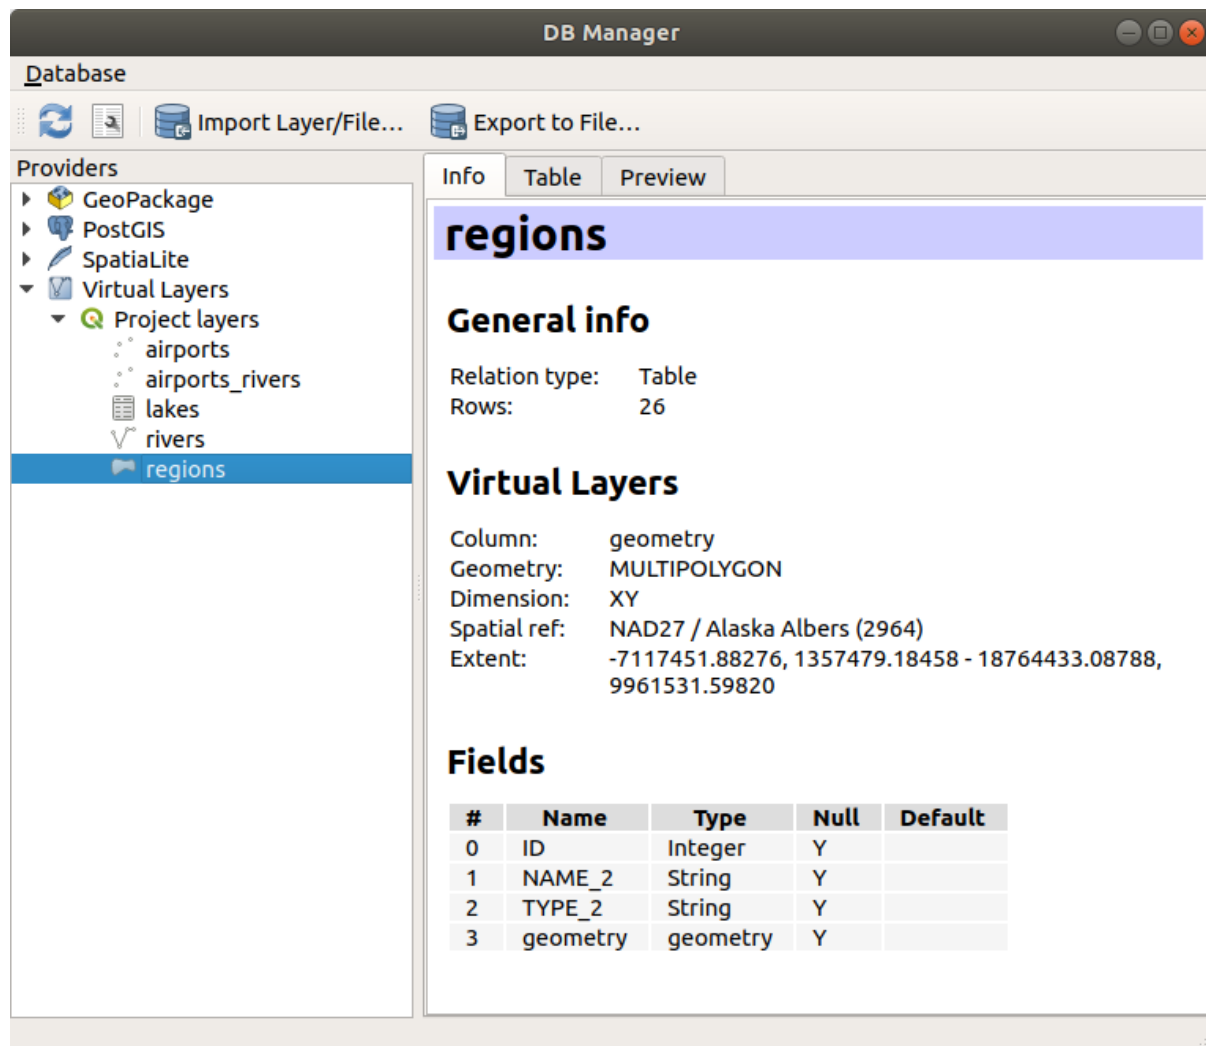 DB Manager
Database
Import Layer/File... Export to File...
Providers
GeoPackage
PostGIS
SpatiaLite
Virtual Layers
Project layers
airports
airports_rivers
lakes
rivers
regions
Info Table Preview
regions
General info
Relation type: Table
Rows: 26
Virtual Layers
Column: geometry
Geometry: MULTIPOLYGON
Dimension: XY
Spatial ref: NAD27 / Alaska Albers (2964)
Extent: -7117451.88276, 1357479.18458 - 18764433.08788,
9961531.59820
Fields
# Name Type Null Default
0 ID Integer Y
1 NAME_2 String Y
2 TYPE_2 String Y
3 geometry geometry Y